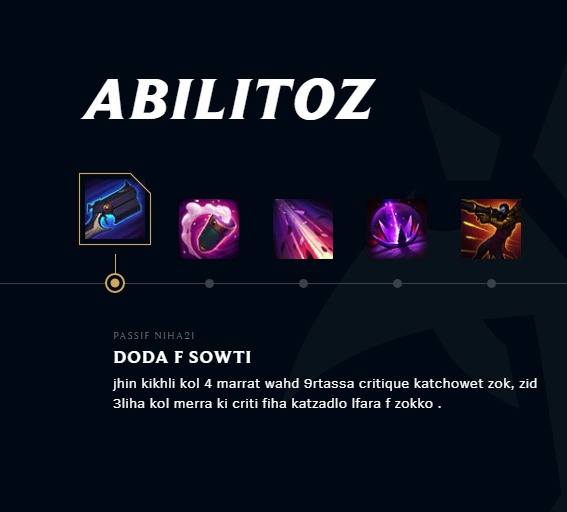 ABILITOZ
PASSIF NIHA21
DODA F SOWTI
jhin kikhli kol 4 marrat wahd 9rtassa critique katchowet zok, zid
3liha kol merra ki criti fiha katzadlo lfara f zokko .